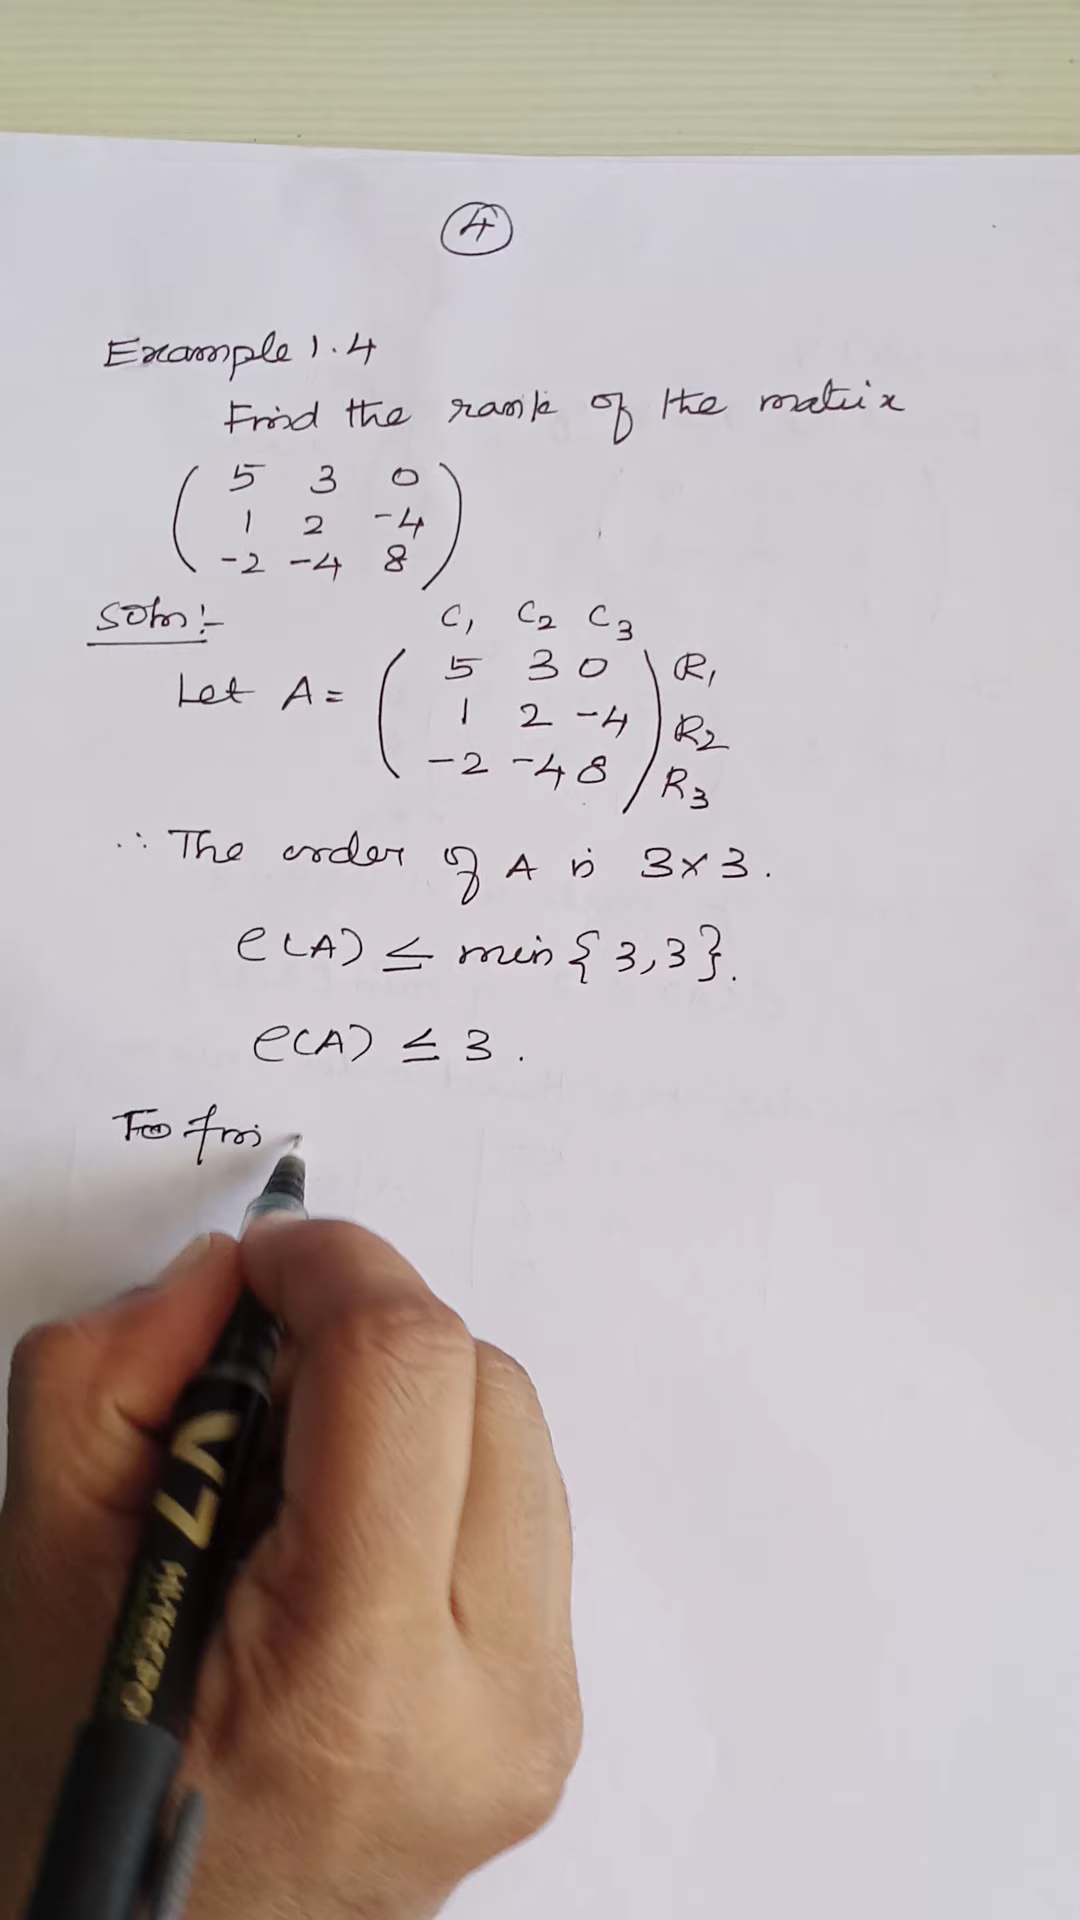 4
Example 1.4
Find the rank of the matrix
5 3 0
1 2 -4
-2 -4 8
Soln:-
C1 C2 C3
Let A = ( 5 3 0 ) R1
1 2 -4 R2
-2 -4 8 R3
∴ The order of A is 3×3.
ρ(A) ≤ min {3,3}.
ρ(A) ≤ 3.
To fin
V7